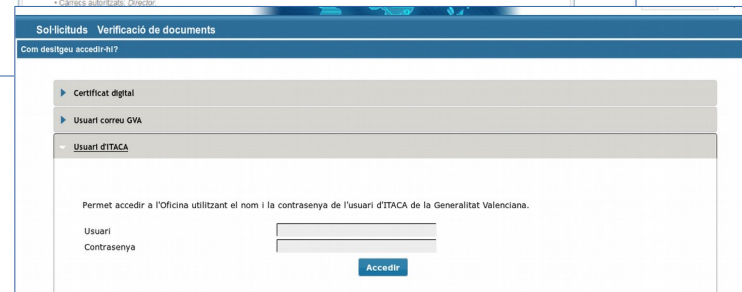 • Càrrecs autoritzats: Director.
Sol·licituds Verificació de documents
Com desitgeu accedir-hi?
Certificat digital
Usuari correu GVA
Usuari d'ITACA
Permet accedir a l'Oficina utilitzant el nom i la contrasenya de l'usuari d'ITACA de la Generalitat Valenciana.
Usuari
Contrasenya
Accedir